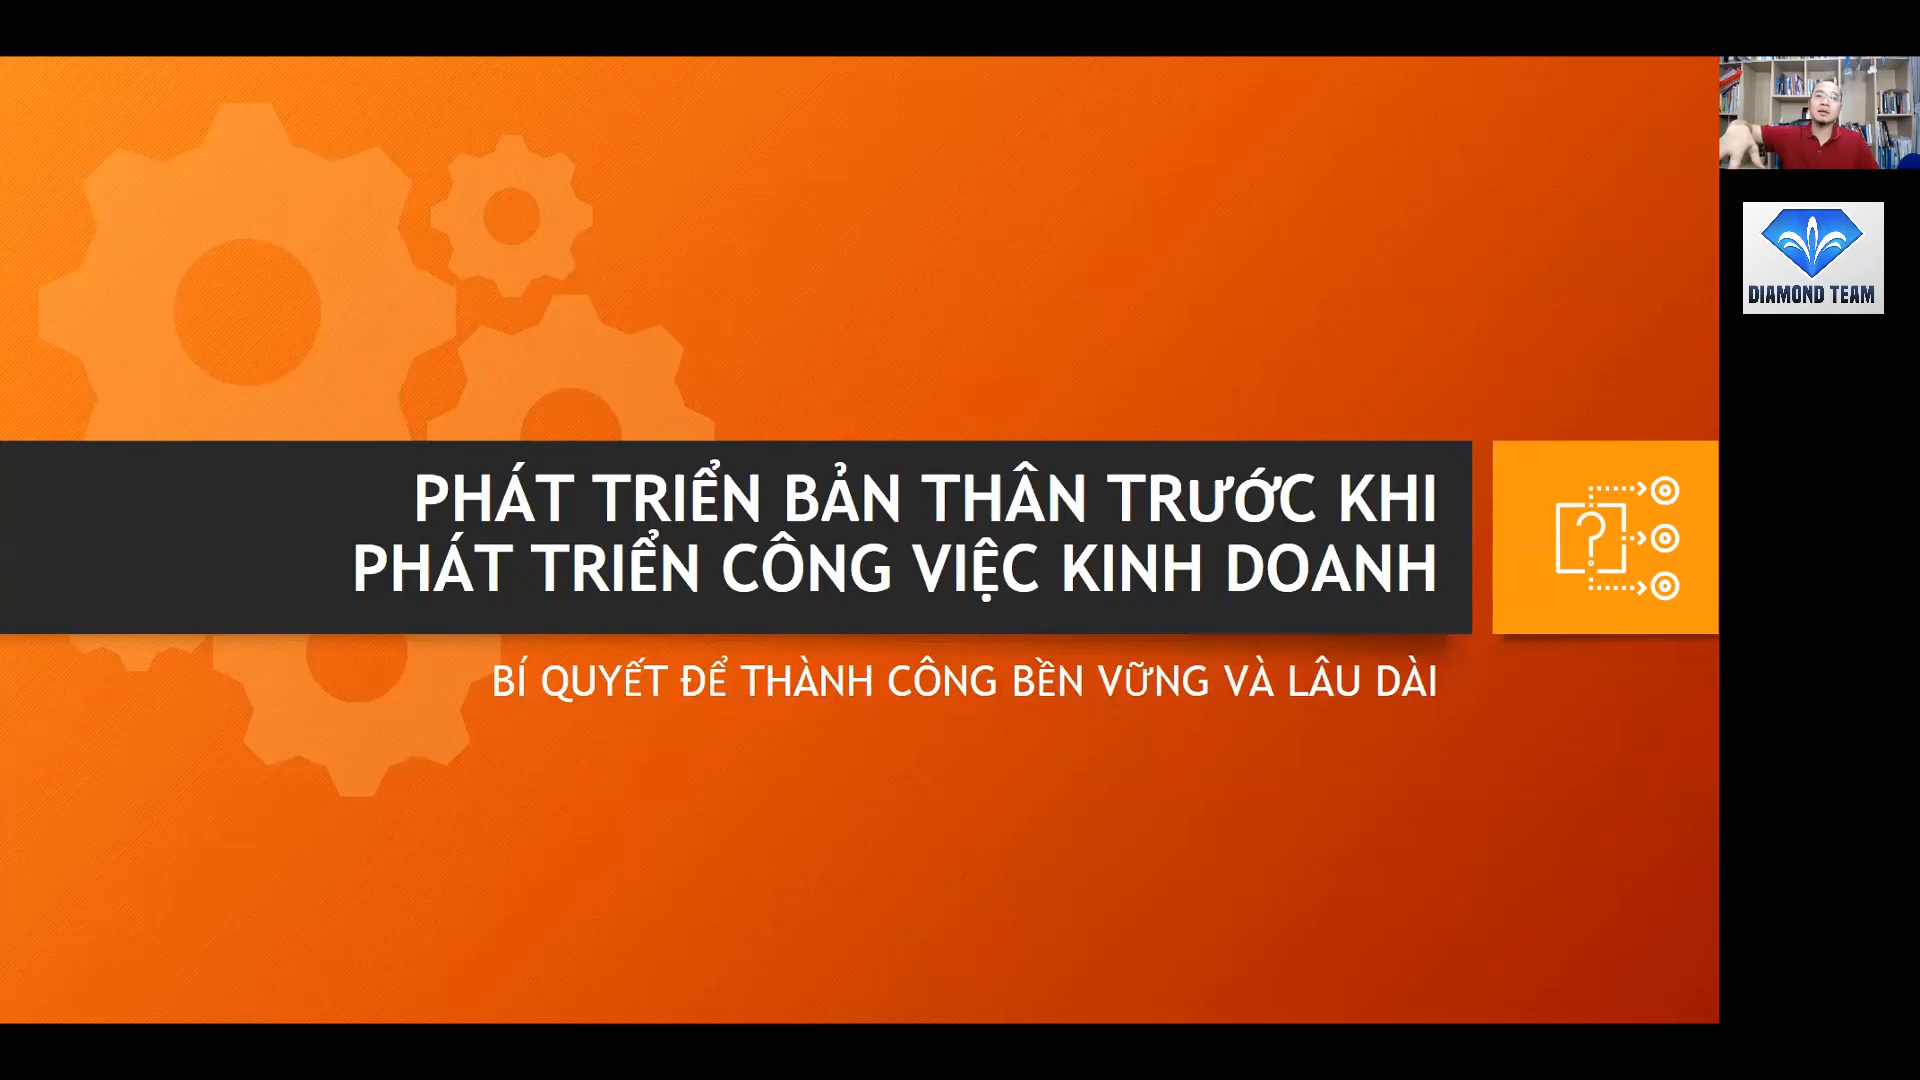 PHÁT TRIỂN BẢN THÂN TRƯỚC KHI
PHÁT TRIỂN CÔNG VIỆC KINH DOANH
BÍ QUYẾT ĐỂ THÀNH CÔNG BỀN VỮNG VÀ LÂU DÀI
?
DIAMOND TEAM